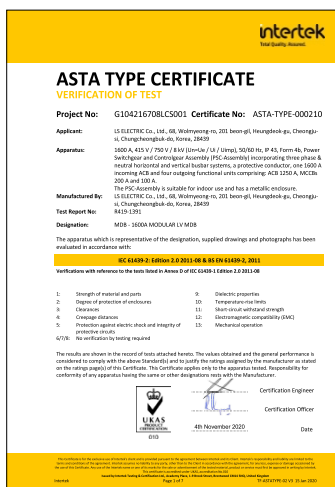 intertek
Total Quality. Assured.
ASTA TYPE CERTIFICATE
VERIFICATION OF TEST
Project No: G104216708LCS001 Certificate No: ASTA-TYPE-000210
Applicant: LS ELECTRIC Co., Ltd., 68, Wolmyeong-ro, 201 beon-gil, Heungdeok-gu, Cheongju-
si, Chungcheongbuk-do, Korea, 28439
Apparatus: 1600 A, 415 V / 750 V / 8 kV (Un=Ue / Ui / Uimp), 50/60 Hz, IP 43, Form 4b, Power
Switchgear and Controlgear Assembly (PSC-Assembly) incorporating three phase &
neutral horizontal and vertical busbar systems, a protective conductor, one 1600 A
incoming ACB and four outgoing functional units comprising: ACB 1250 A, MCCBs
200 A and 100 A.
The PSC-Assembly is suitable for indoor use and has a metallic enclosure.
Manufactured By: LS ELECTRIC Co., Ltd., 68, Wolmyeong-ro, 201 beon-gil, Heungdeok-gu, Cheongju-
si, Chungcheongbuk-do, Korea, 28439
Test Report No: R419-1391
Designation: MDB - 1600A MODULAR LV MDB
The apparatus which is representative of the designation, supplied drawings and photographs has been
evaluated in accordance with:
IEC 61439-2: Edition 2.0 2011-08 & BS EN 61439-2, 2011
Verifications with reference to the tests listed in Annex D of IEC 61439-1 Edition 2.0 2011-08
1: Strength of material and parts 9: Dielectric properties
2: Degree of protection of enclosures 10: Temperature-rise limits
3: Clearances 11: Short-circuit withstand strength
4: Creepage distances 12: Electromagnetic compatibility (EMC)
5: Protection against electric shock and integrity of 13: Mechanical operation
protective circuits
6/7/8: No verification by testing required
The results are shown in the record of tests attached hereto. The values obtained and the general performance is
considered to comply with the above Standard(s) and to justify the ratings assigned by the manufacturer as stated
on the ratings page(s) of this Certificate. This Certificate applies only to the apparatus tested. Responsibility for
conformity of any apparatus having the same or other designations rests with the Manufacturer.
Certification Engineer
Certification Officer
UKAS
PRODUCT
CERTIFICATION
010
4th November 2020 Date
Intertek Page 1 of 7 TF-ASTATYPE-02 V3 15 Jan 2020